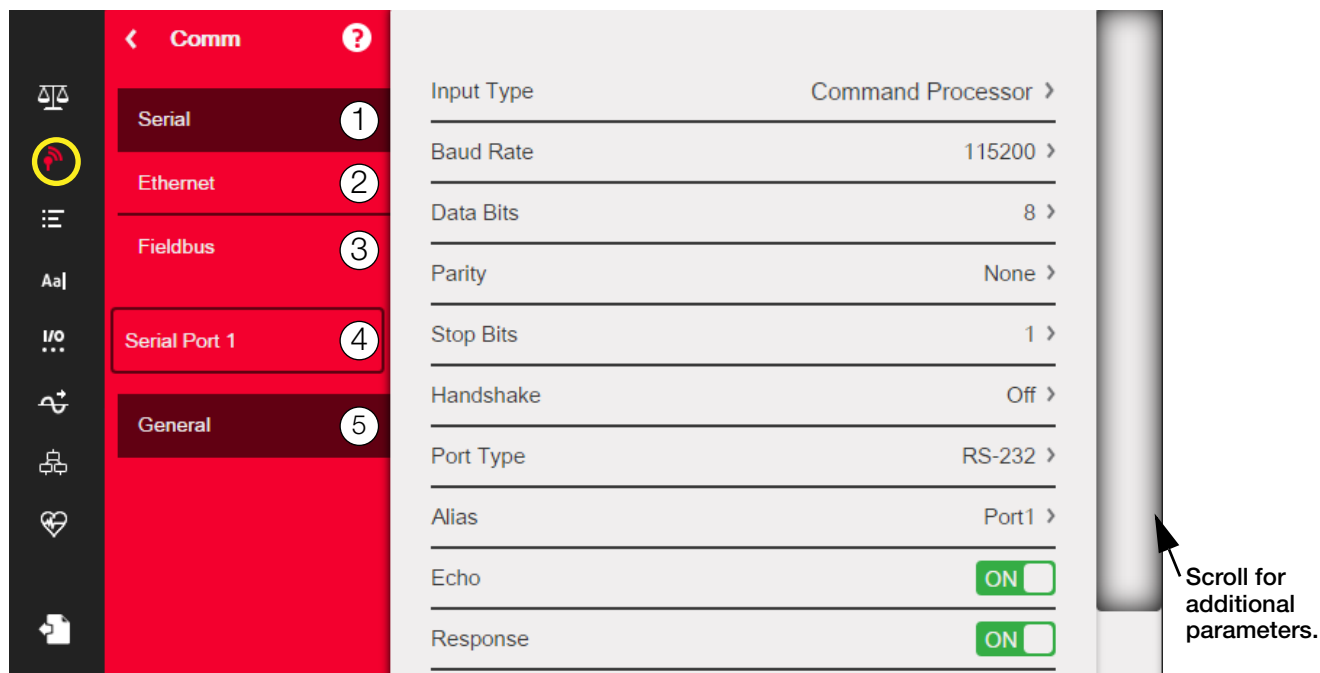 Comm ?
Serial 1
Ethernet 2
Fieldbus 3
Serial Port 1 4
General 5
Aa
I/O
Input Type Command Processor
Baud Rate 115200
Data Bits 8
Parity None
Stop Bits 1
Handshake Off
Port Type RS-232
Alias Port1
Echo ON
Response ON
Scroll for
additional
parameters.